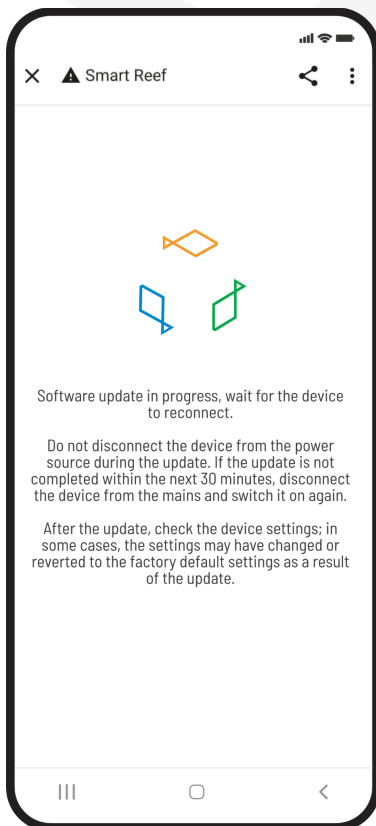 Smart Reef
Software update in progress, wait for the device
to reconnect.
Do not disconnect the device from the power
source during the update. If the update is not
completed within the next 30 minutes, disconnect
the device from the mains and switch it on again.
After the update, check the device settings; in
some cases, the settings may have changed or
reverted to the factory default settings as a result
of the update.